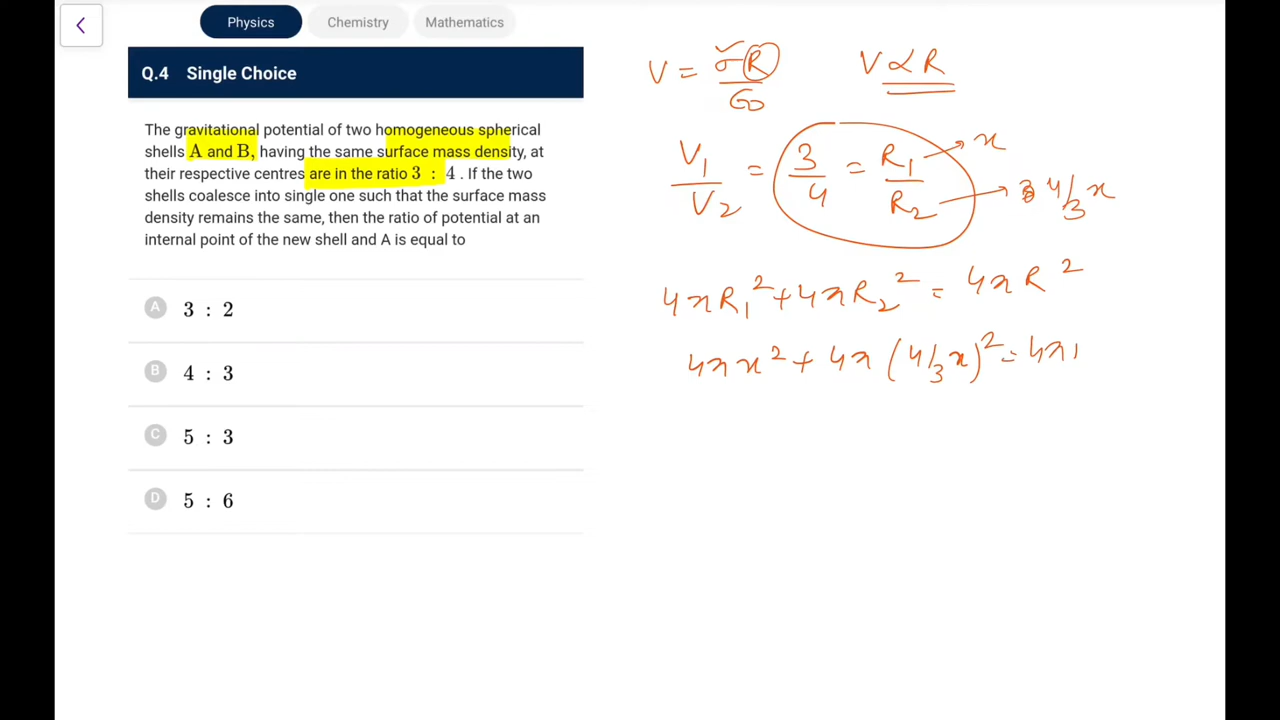 Physics Chemistry Mathematics
Q.4 Single Choice
The gravitational potential of two homogeneous spherical
shells A and B, having the same surface mass density, at
their respective centres are in the ratio 3 : 4 . If the two
shells coalesce into single one such that the surface mass
density remains the same, then the ratio of potential at an
internal point of the new shell and A is equal to
A 3 : 2
B 4 : 3
C 5 : 3
D 5 : 6
V = σR/ϵ0 V ∝ R
V1/V2 = 3/4 = R1/R2 → x
→ 4/3 x
4πR1² + 4πR2² = 4πR²
4πx² + 4π(4/3 x)² = 4π